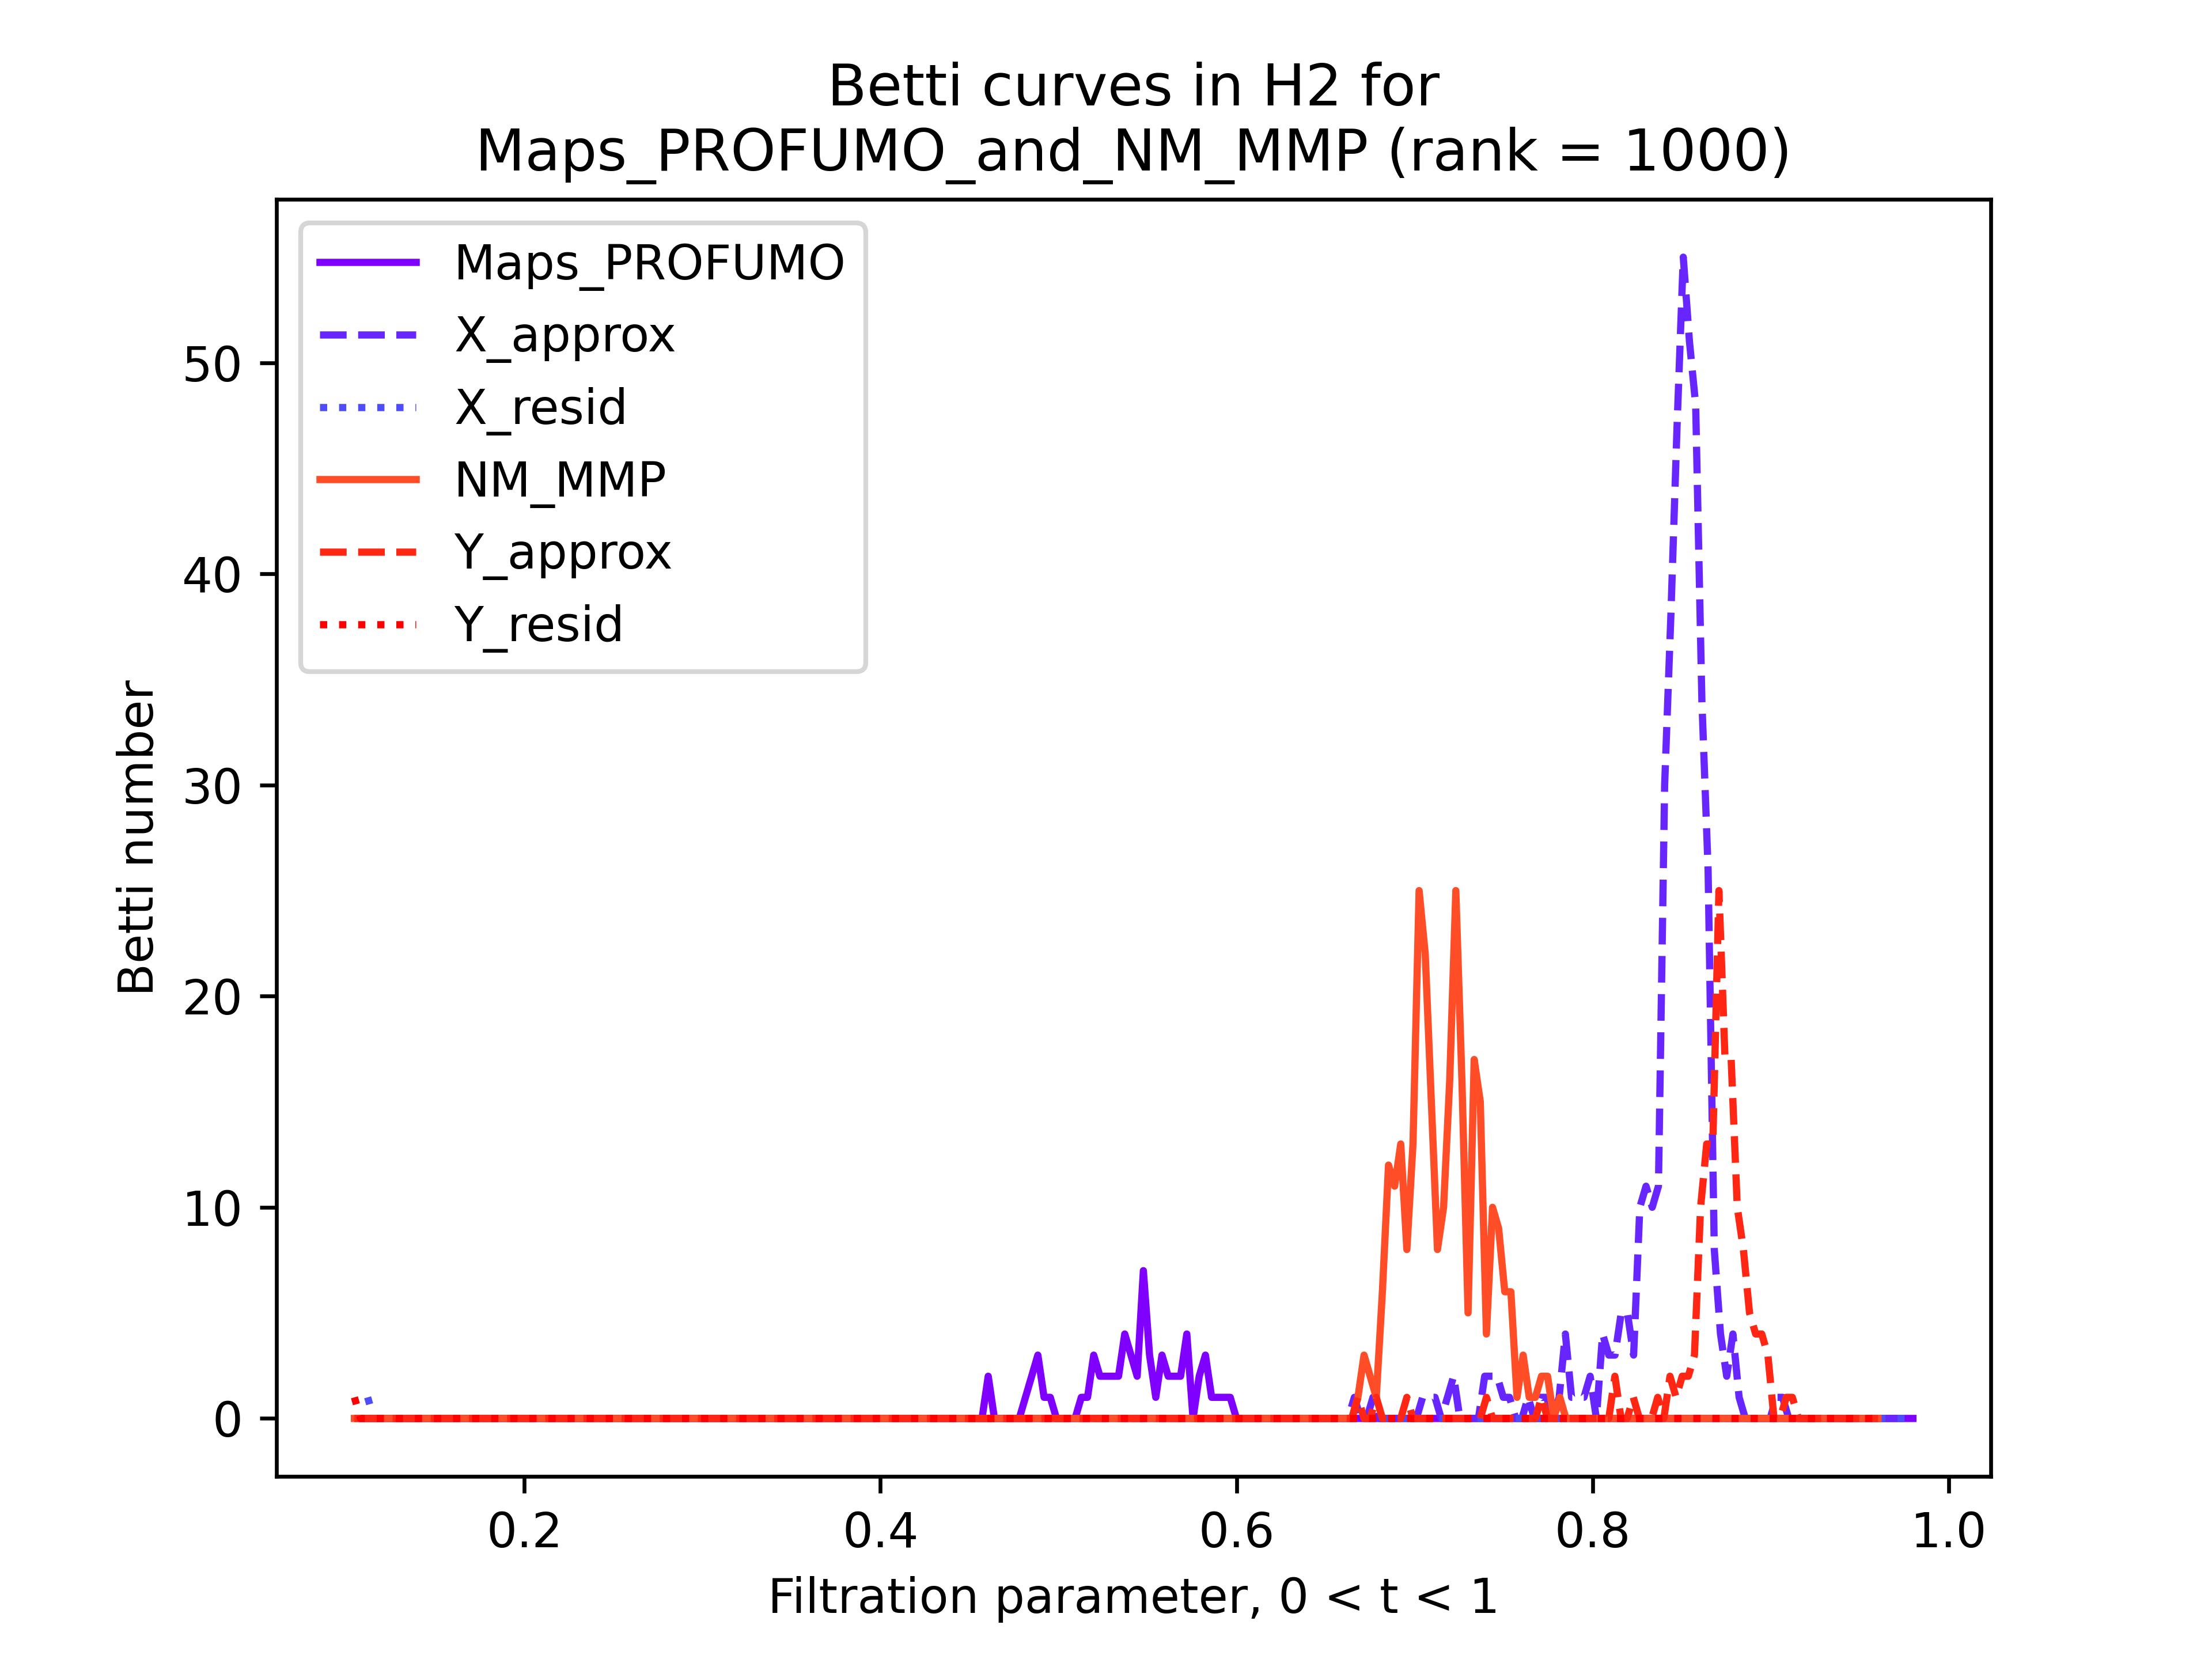 Betti curves in H2 for
Maps_PROFUMO_and_NM_MMP (rank = 1000)
Maps_PROFUMO
X_approx
X_resid
NM_MMP
Y_approx
Y_resid
Betti number
50
40
30
20
10
0
0.2 0.4 0.6 0.8 1.0
Filtration parameter, 0 < t < 1